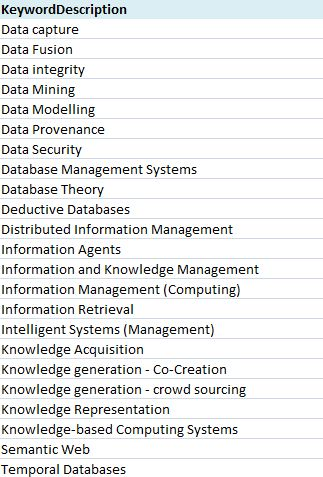 KeywordDescription
Data capture
Data Fusion
Data integrity
Data Mining
Data Modelling
Data Provenance
Data Security
Database Management Systems
Database Theory
Deductive Databases
Distributed Information Management
Information Agents
Information and Knowledge Management
Information Management (Computing)
Information Retrieval
Intelligent Systems (Management)
Knowledge Acquisition
Knowledge generation - Co-Creation
Knowledge generation - crowd sourcing
Knowledge Representation
Knowledge-based Computing Systems
Semantic Web
Temporal Databases